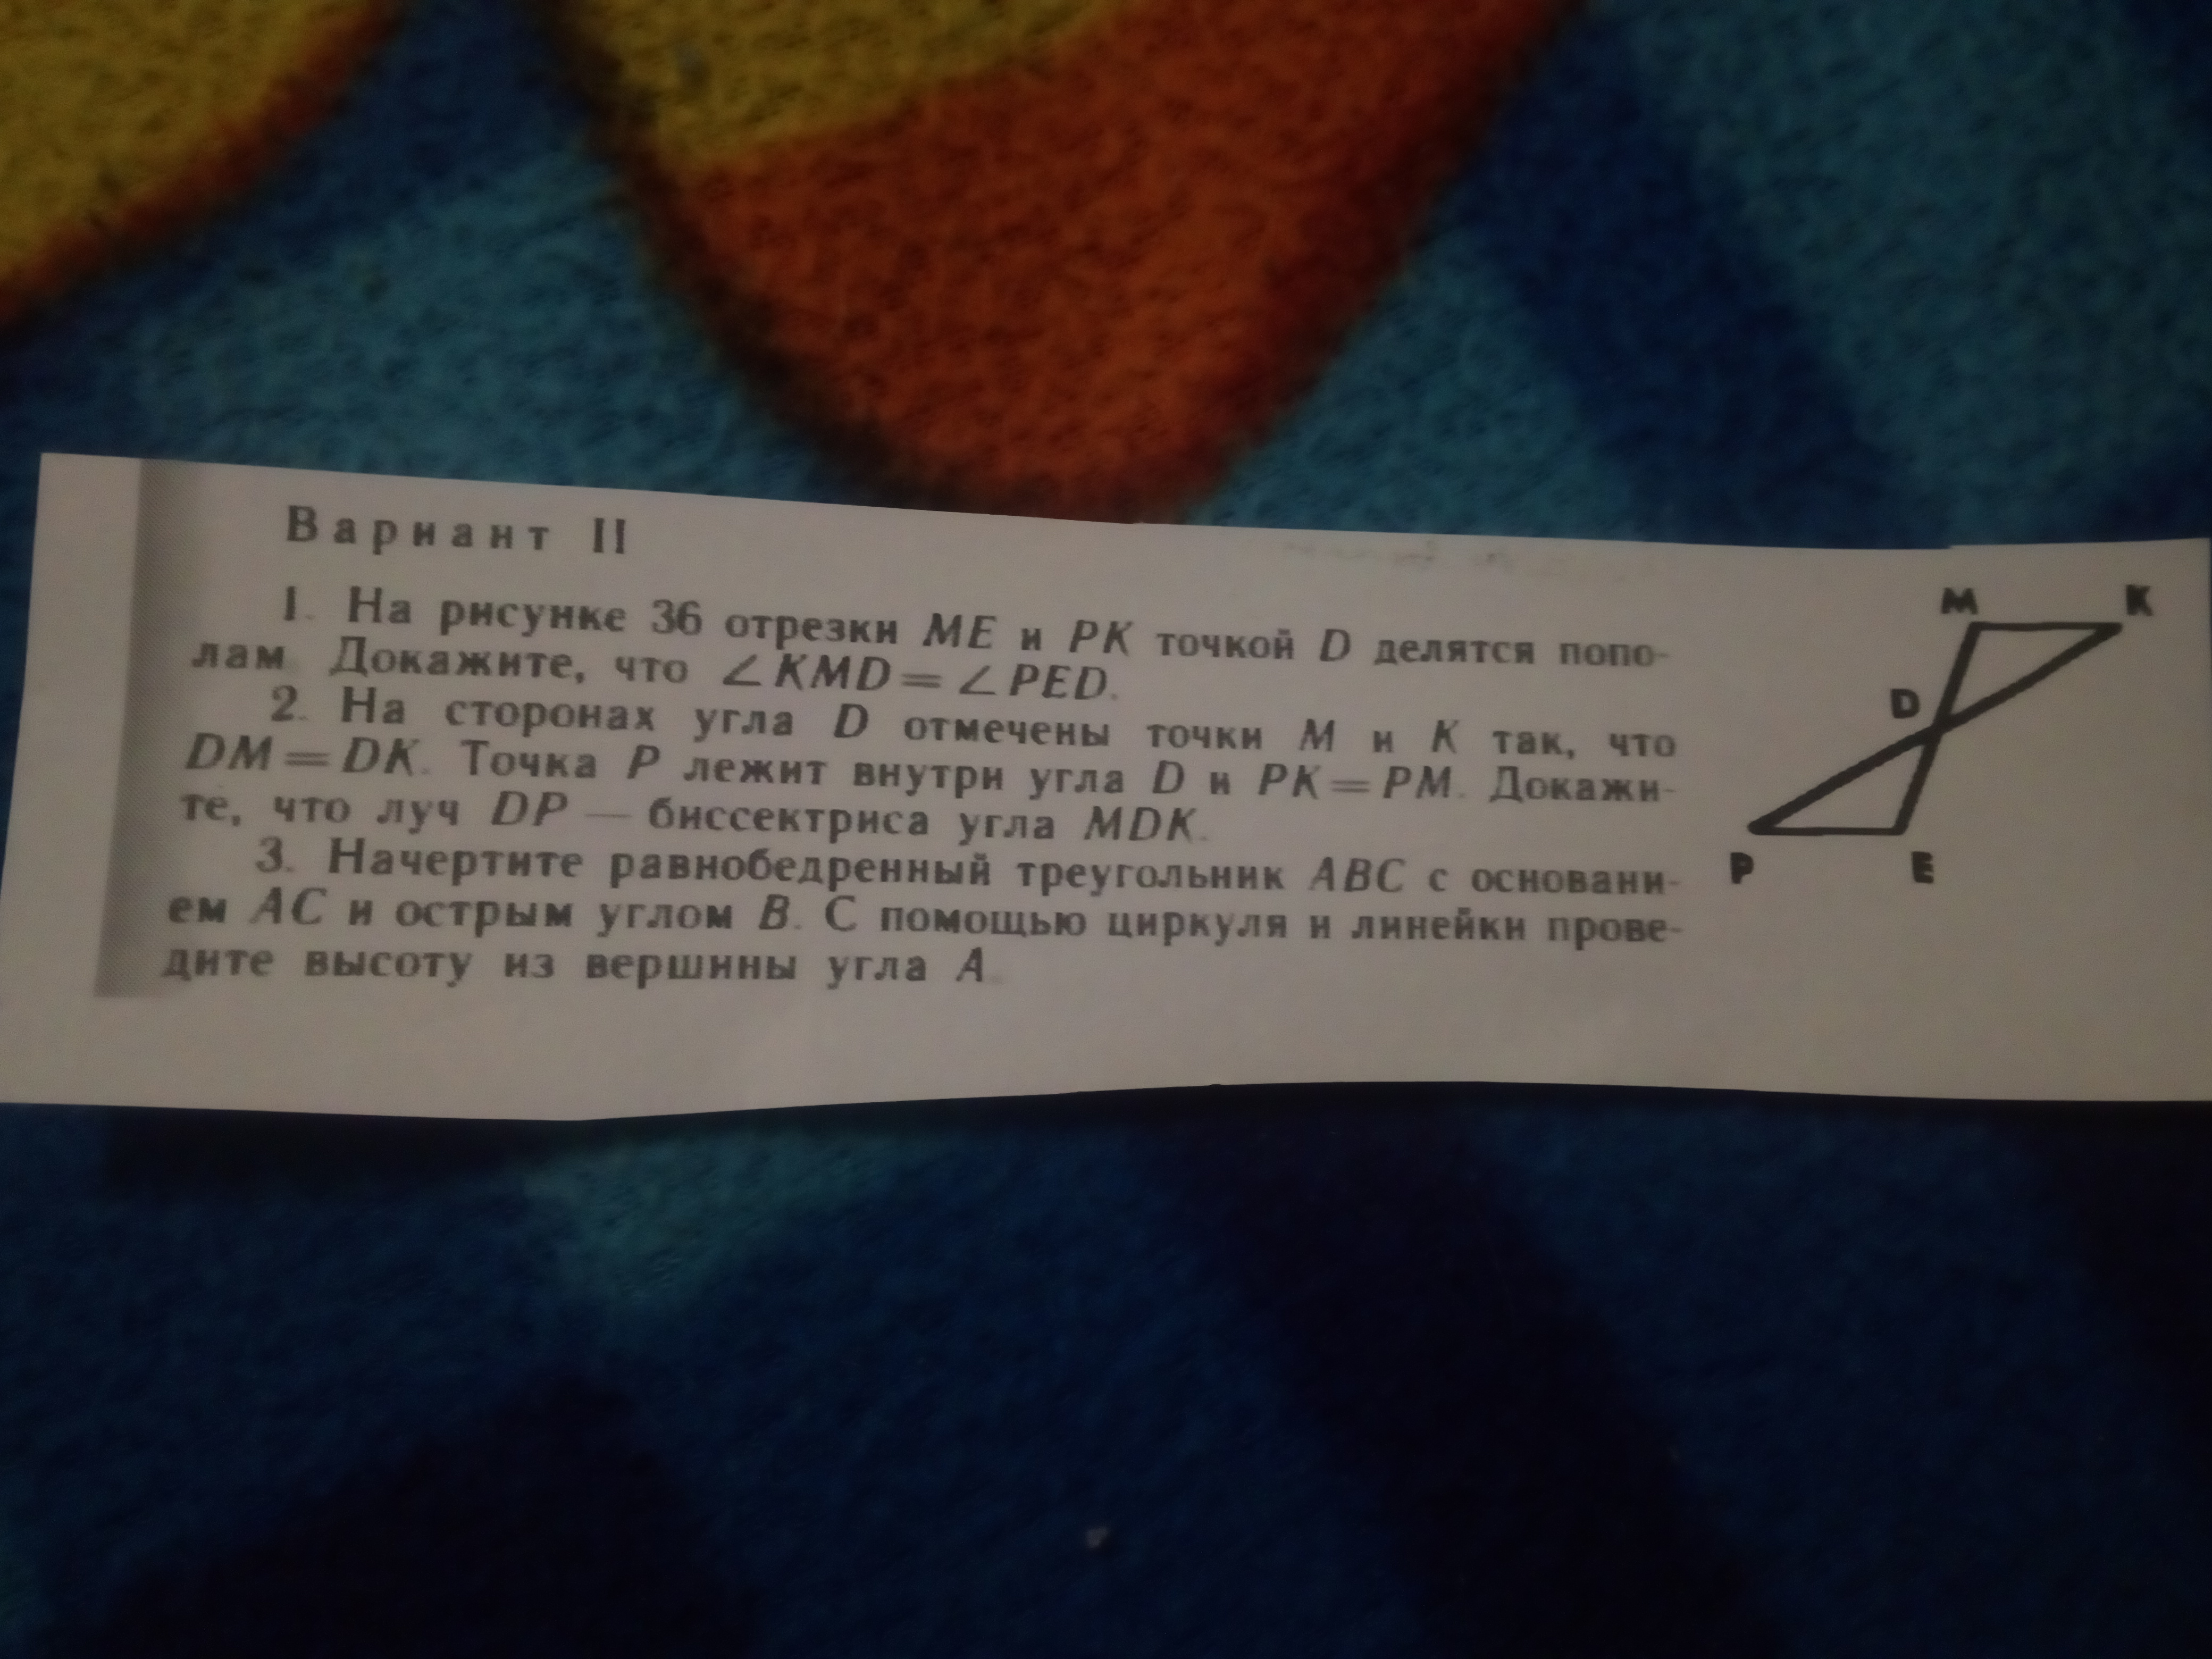 Вариант II
1. На рисунке 36 отрезки ME и PK точкой D делятся попо-
лам. Докажите, что ∠KMD=∠PED.
2. На сторонах угла D отмечены точки M и K так, что
DM=DK. Точка P лежит внутри угла D и PK=PM. Докажи-
те, что луч DP — биссектриса угла MDK.
3. Начертите равнобедренный треугольник ABC с основани-
ем AC и острым углом B. С помощью циркуля и линейки прове-
дите высоту из вершины угла A.
M K
D
P E